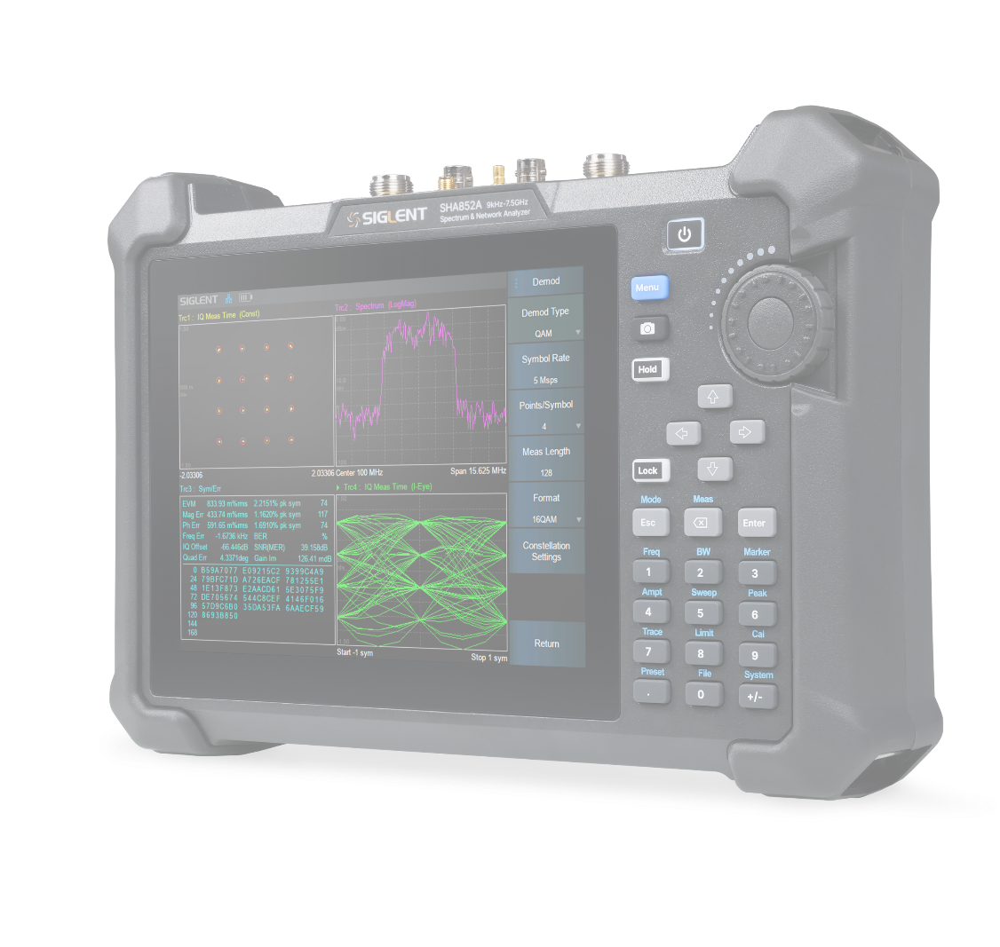 SIGLENT SHA852A 9kHz-7.5GHz
Spectrum & Network Analyzer
SIGLENT
Trc1 : IQ Meas Time (Const)
Trc2 : Spectrum (LogMag)
-2.03306 2.03306
Center 100 MHz Span 15.625 MHz
Trc3 : Sym/Err
EVM 833.93 m%rms 2.2151% pk sym 74
Mag Err 433.74 m%rms 1.1620% pk sym 117
Ph Err 591.65 m%rms 1.6910% pk sym 74
Freq Err -1.6736 kHz BER %
IQ Offset -66.446dB SNR(MER) 39.158dB
Quad Err 4.3371deg Gain Im 126.41 mdB
0 B59A7077 E09215C2 9399C4A9
24 79BFC71D A726EACF 781255E1
48 1E13F873 E2AACD61 5E3075F9
72 DE705674 544C8CEF 4146F016
96 57D9C6B0 35DA53FA 6AAECF59
120 8693B850
144
168
Trc4 : IQ Meas Time (I-Eye)
Start -1 sym Stop 1 sym
Demod
Demod Type
QAM
Symbol Rate
5 Msps
Points/Symbol
4
Meas Length
128
Format
16QAM
Constellation
Settings
Return
Menu
Hold
Lock
Mode Meas
Esc Enter
Freq BW Marker
1 2 3
Ampt Sweep Peak
4 5 6
Trace Limit Cal
7 8 9
Preset File System
. 0 +/-